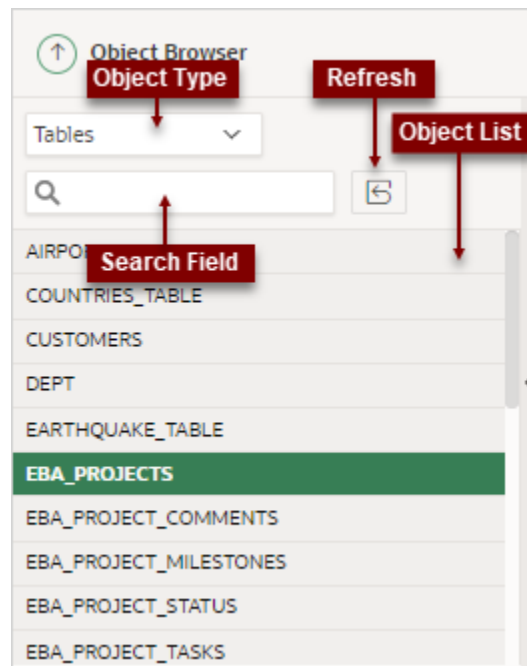 Object Browser
Object Type
Refresh
Tables
Object List
Search Field
COUNTRIES_TABLE
CUSTOMERS
DEPT
EARTHQUAKE_TABLE
EBA_PROJECTS
EBA_PROJECT_COMMENTS
EBA_PROJECT_MILESTONES
EBA_PROJECT_STATUS
EBA_PROJECT_TASKS